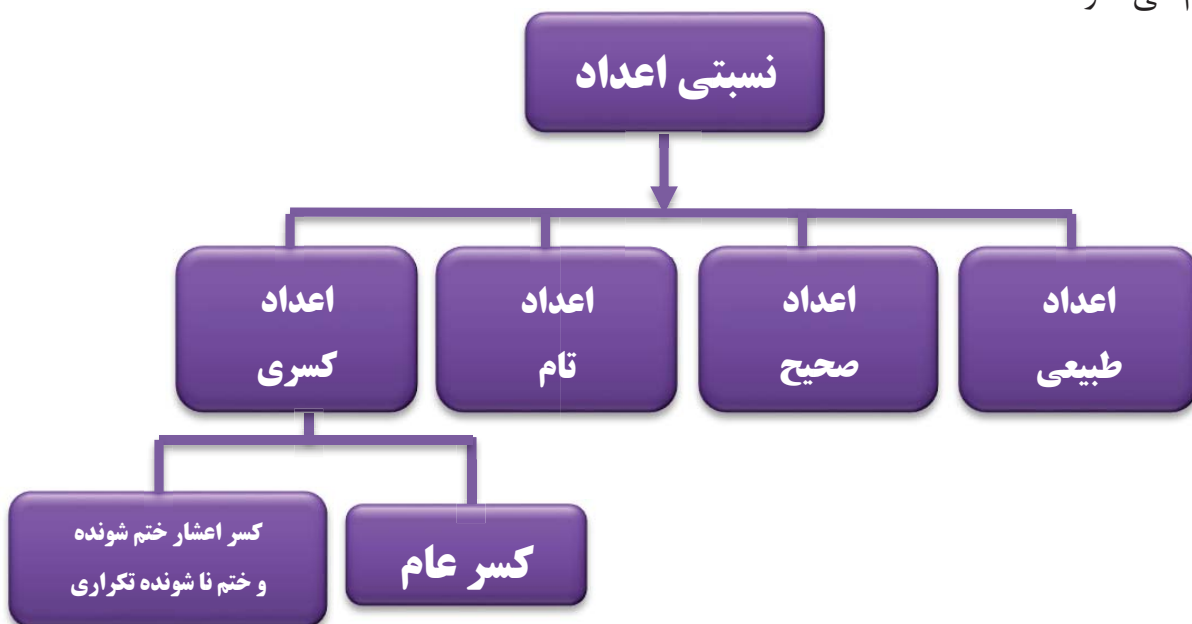 نسبتی اعداد
اعداد
طبیعی
اعداد
صحیح
اعداد
تام
اعداد
کسری
کسر عام
کسر اعشار ختم شونده
و ختم نا شونده تکراری